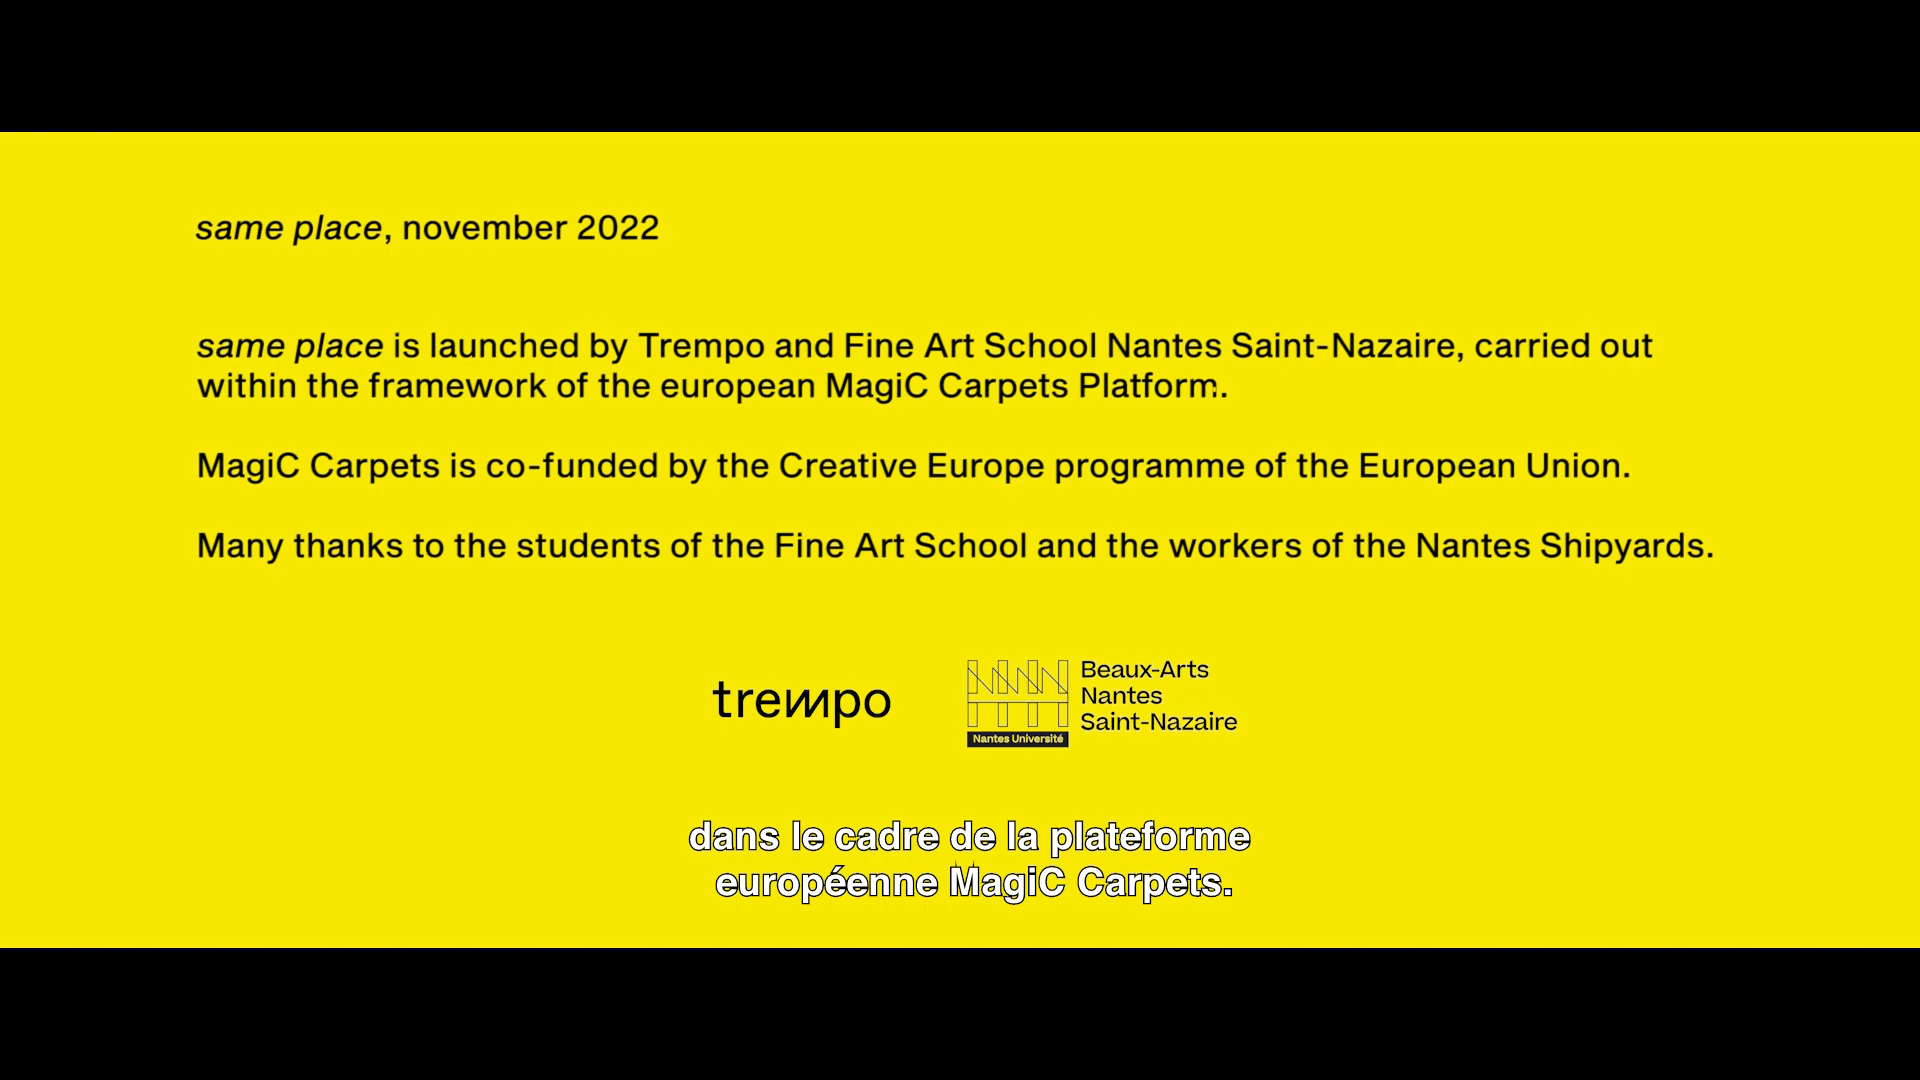 same place, november 2022
same place is launched by Trempo and Fine Art School Nantes Saint-Nazaire, carried out
within the framework of the european MagiC Carpets Platform.
MagiC Carpets is co-funded by the Creative Europe programme of the European Union.
Many thanks to the students of the Fine Art School and the workers of the Nantes Shipyards.
trempo
Beaux-Arts
Nantes
Saint-Nazaire
Nantes Université
dans le cadre de la plateforme
européenne MagiC Carpets.